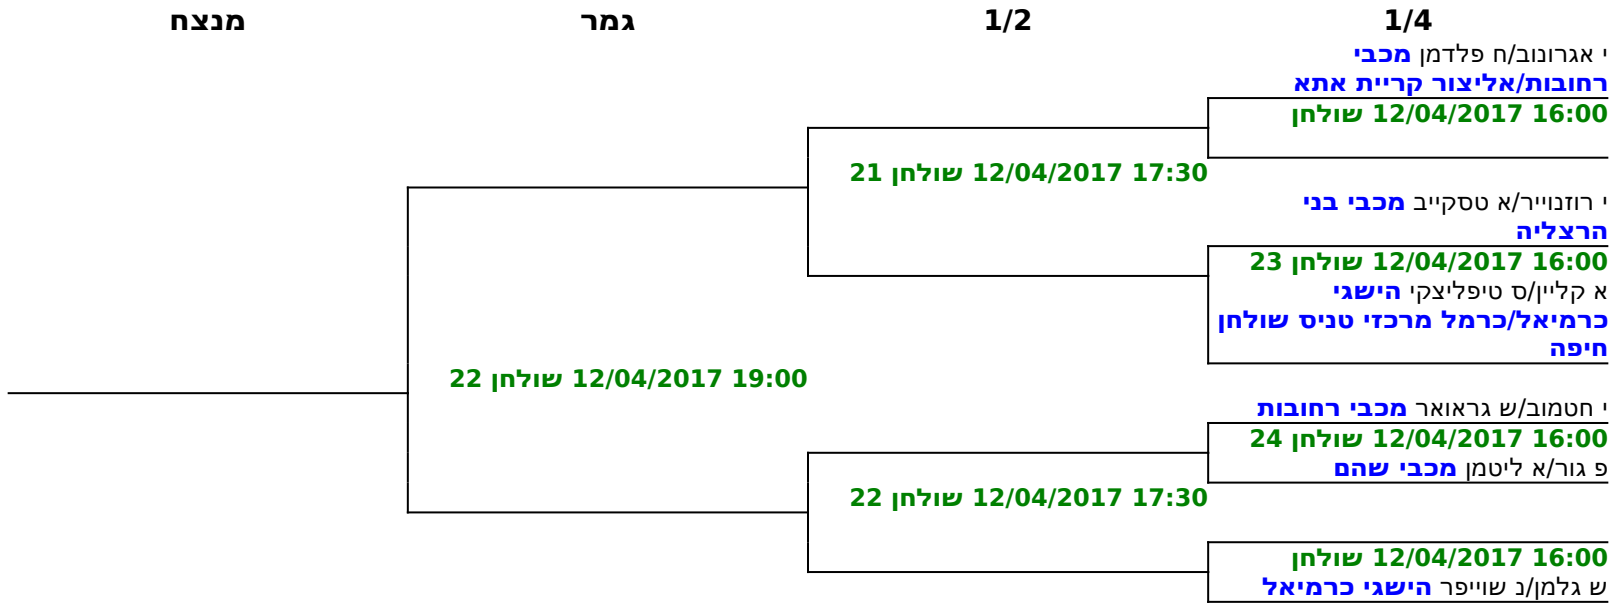 1/4 1/2 גמר מנצח
י אגרונוב/ח פלדמן מכבי
רחובות/אליצור קריית אתא
12/04/2017 16:00 שולחן
12/04/2017 17:30 שולחן 21
י רוזנוייר/א טסקייב מכבי בני
הרצליה
12/04/2017 16:00 שולחן 23
א קליין/ס טיפליצקי הישגי
כרמיאל/כרמל מרכזי טניס שולחן
חיפה
12/04/2017 19:00 שולחן 22
י חטמוב/ש גראואר מכבי רחובות
12/04/2017 16:00 שולחן 24
פ גור/א ליטמן מכבי שהם
12/04/2017 17:30 שולחן 22
12/04/2017 16:00 שולחן
ש גלמן/נ שוייפר הישגי כרמיאל